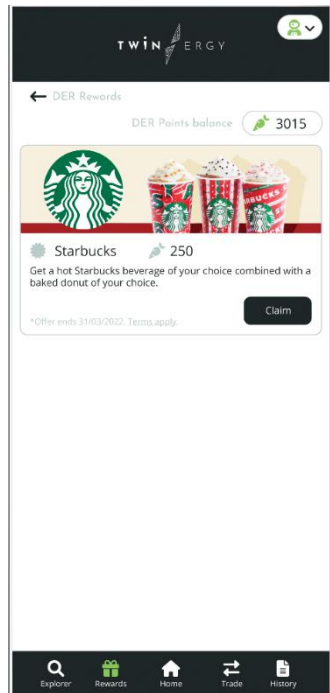 TWIN ERGY
DER Rewards
DER Points balance 3015
Starbucks 250
Get a hot Starbucks beverage of your choice combined with a
baked donut of your choice.
Claim
*Offer ends 31/03/2022. Terms apply.
Explorer Rewards Home Trade History